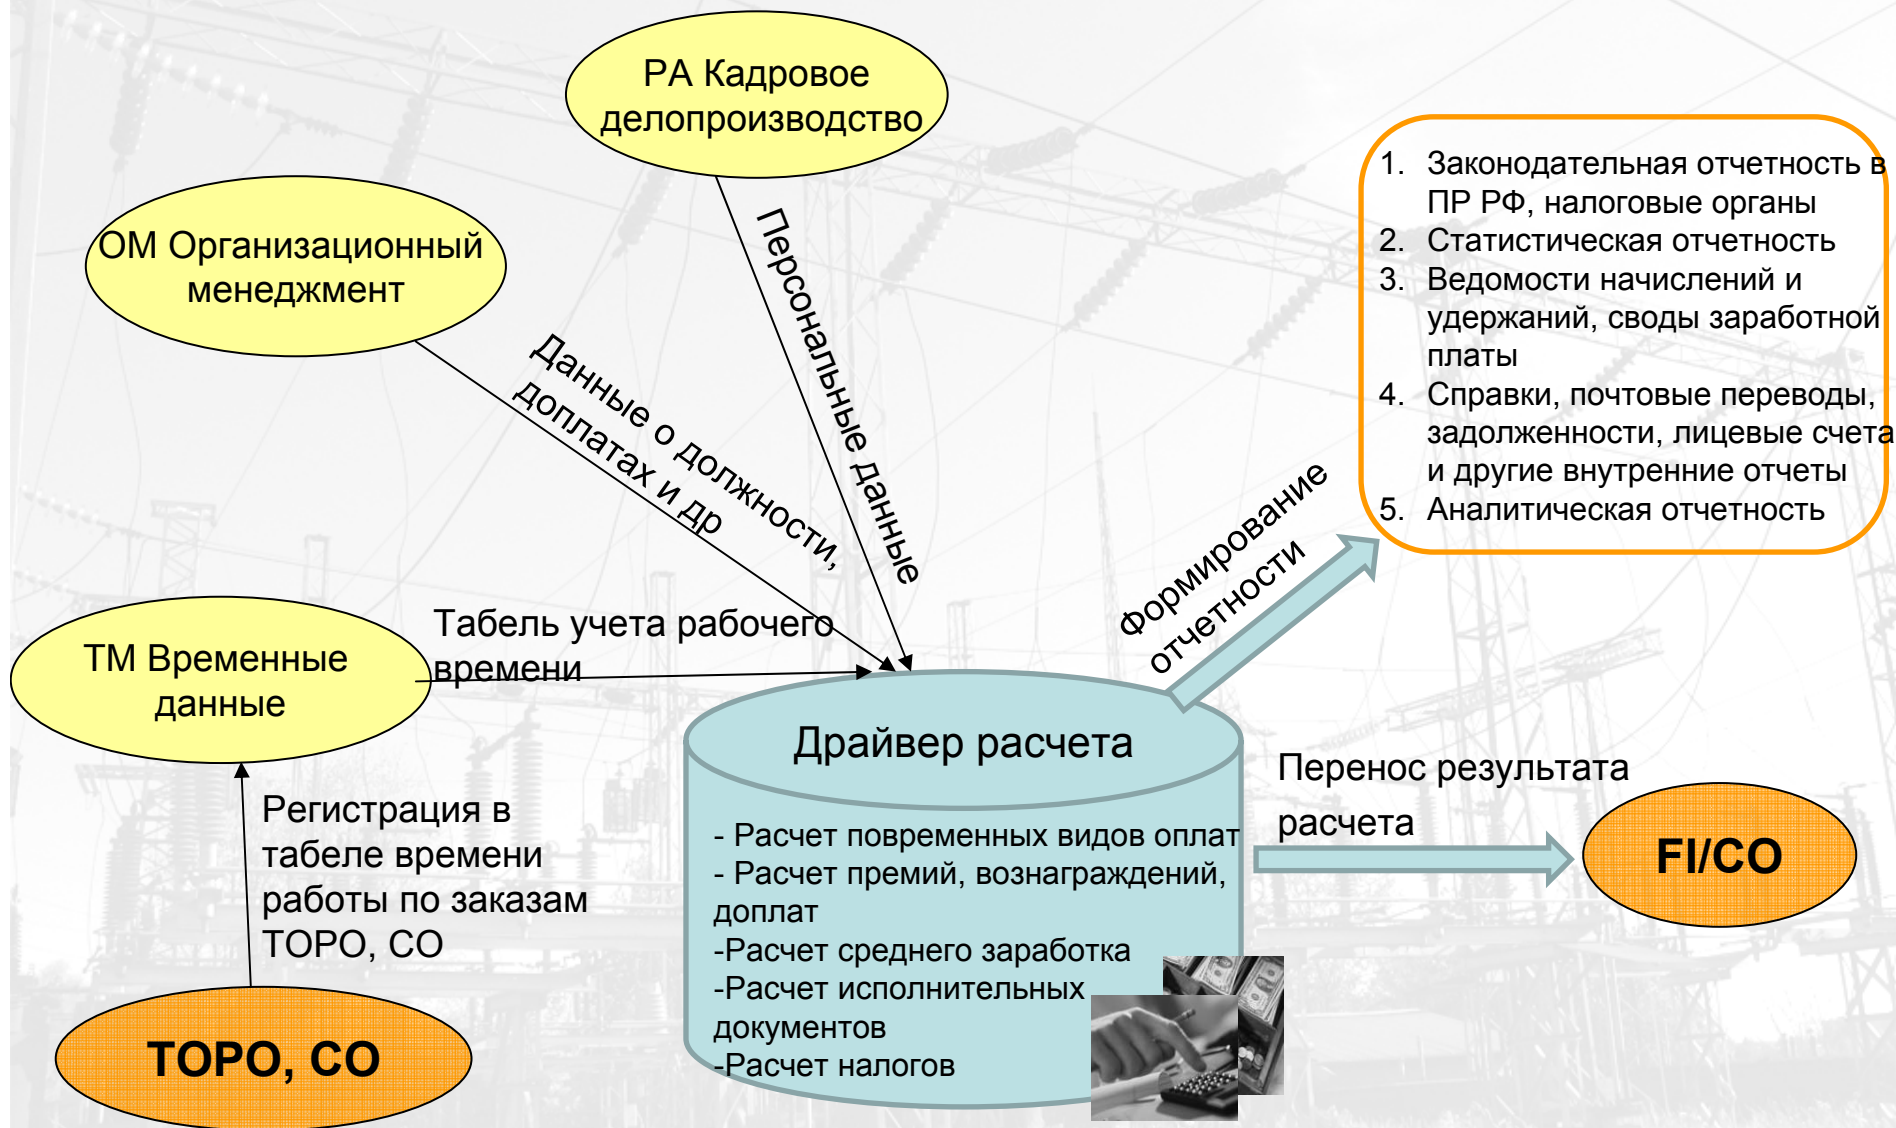 РА Кадровое
делопроизводство
ОМ Организационный
менеджмент
Персональные данные
Данные о должности,
доплатах и др
1. Законодательная отчетность в
ПР РФ, налоговые органы
2. Статистическая отчетность
3. Ведомости начислений и
удержаний, своды заработной
платы
4. Справки, почтовые переводы,
задолженности, лицевые счета
и другие внутренние отчеты
5. Аналитическая отчетность
Формирование
отчетности
ТМ Временные
данные
Табель учета рабочего
времени
Регистрация в
табеле времени
работы по заказам
ТОРО, СО
ТОРО, СО
Драйвер расчета
- Расчет повременных видов оплат
- Расчет премий, вознаграждений,
доплат
-Расчет среднего заработка
-Расчет исполнительных
документов
-Расчет налогов
Перенос результата
расчета
FI/CO